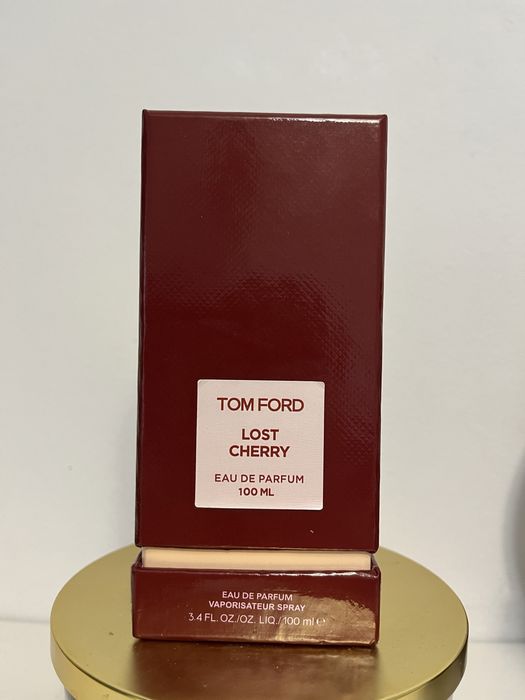 TOM FORD
LOST
CHERRY
EAU DE PARFUM
100 ML
EAU DE PARFUM
VAPORISATEUR SPRAY
3.4 FL. OZ./OZ. LIQ./100 ml ℮